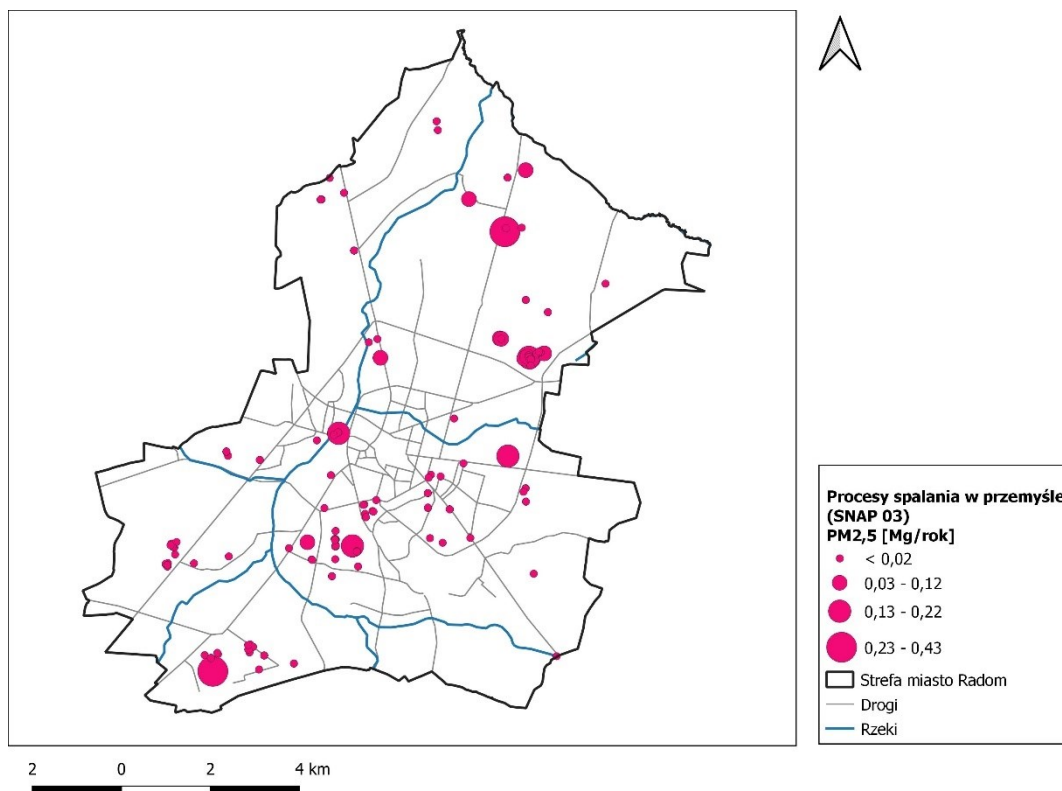 Procesy spalania w przemyśle
(SNAP 03)
PM2,5 [Mg/rok]
< 0,02
0,03 - 0,12
0,13 - 0,22
0,23 - 0,43
Strefa miasto Radom
Drogi
Rzeki
2 0 2 4 km